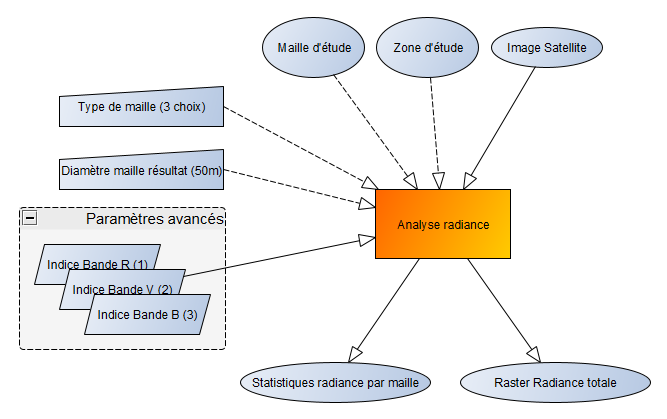 Maille d'étude
Zone d'étude
Image Satellite
Type de maille (3 choix)
Diamètre maille résultat (50m)
Paramètres avancés
Indice Bande R (1)
Indice Bande V (2)
Indice Bande B (3)
Analyse radiance
Statistiques radiance par maille
Raster Radiance totale